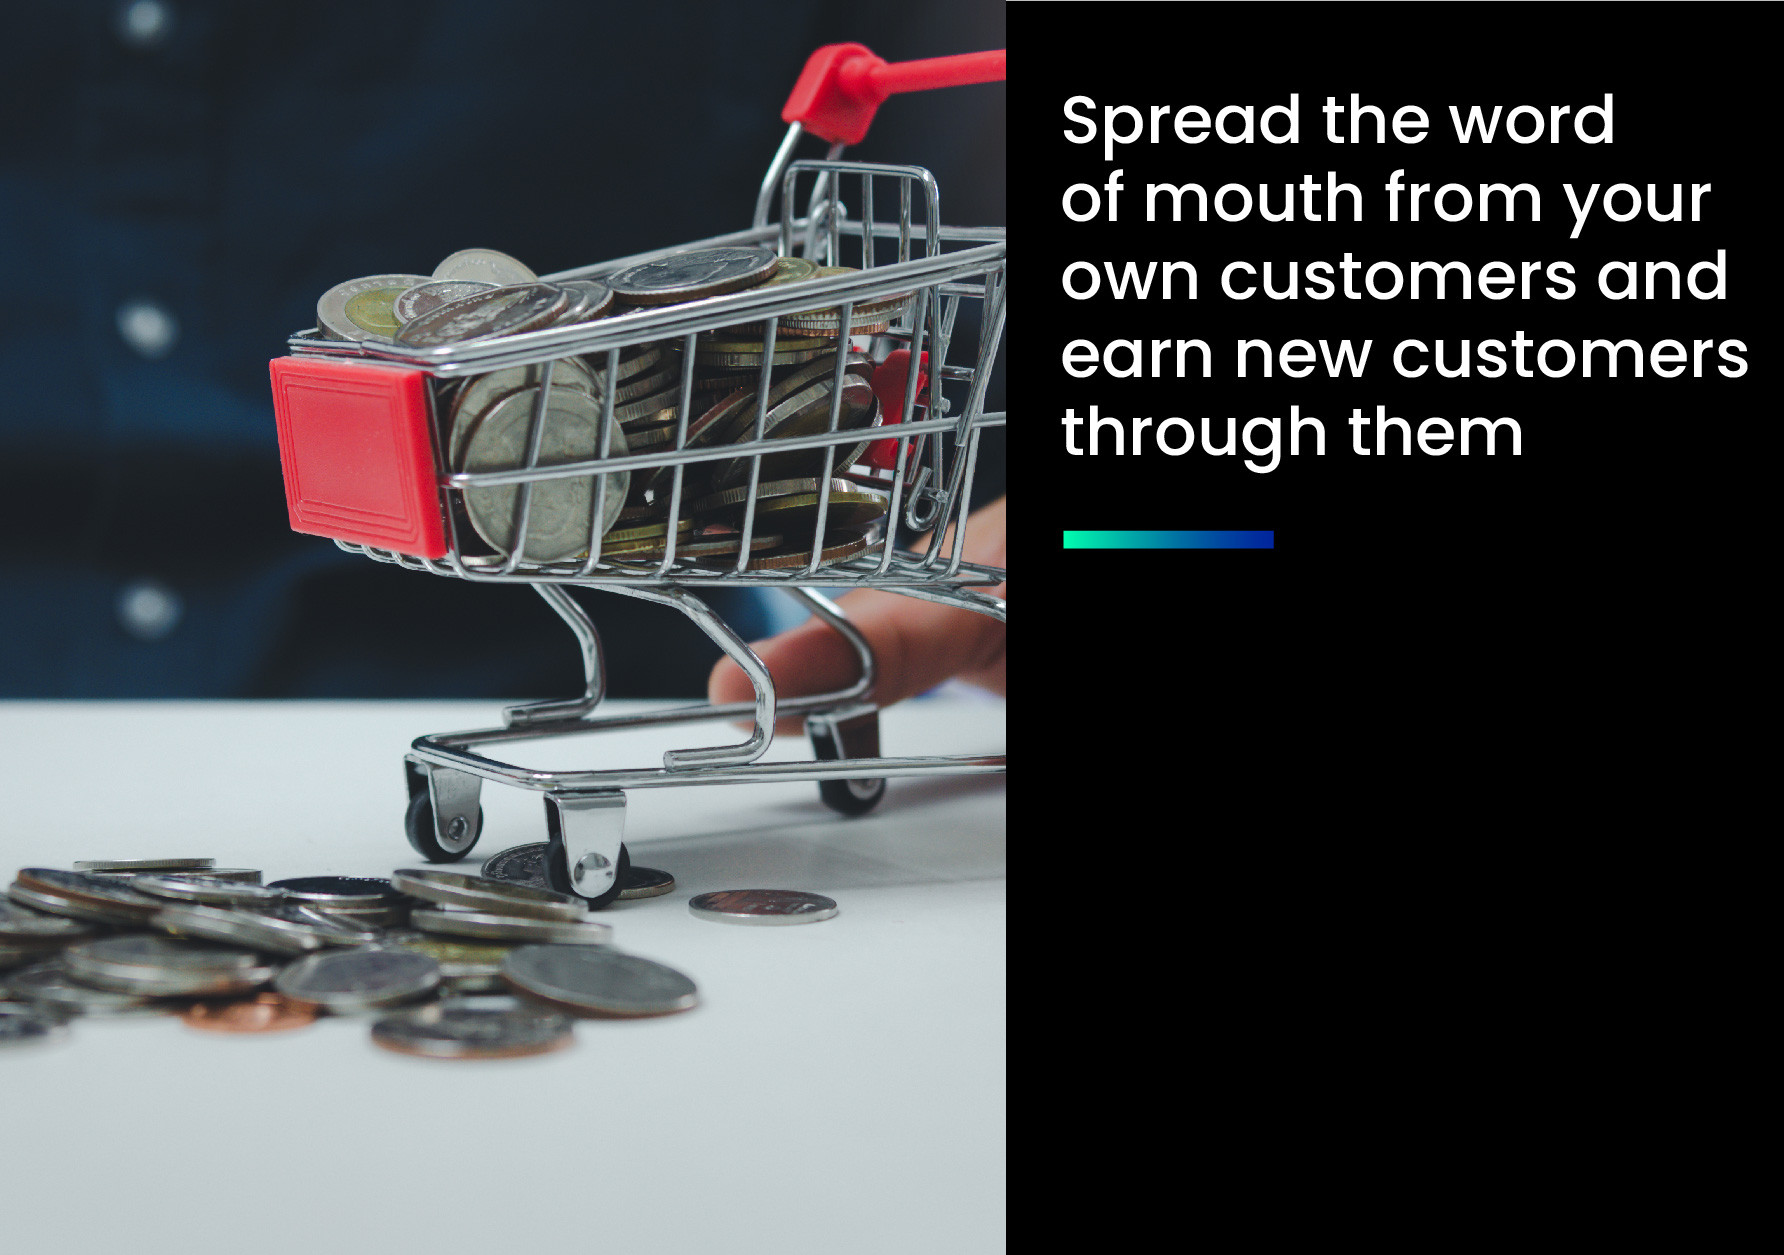 Spread the word
of mouth from your
own customers and
earn new customers
through them